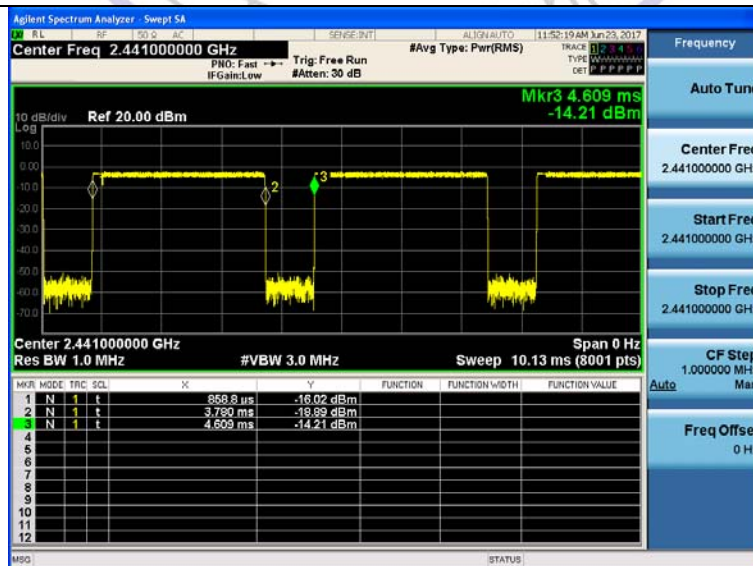 Agilent Spectrum Analyzer - Swept SA
RL RF 50 Ω AC SENSE:INT ALIGN AUTO 11:52:19 AM Jun 23, 2017
Center Freq 2.441000000 GHz #Avg Type: Pwr(RMS) TRACE 1 2 3 4 5 6
PNO: Fast Trig: Free Run TYPE
IFGain:Low #Atten: 30 dB DET P P P P P P
Mkr3 4.609 ms
-14.21 dBm
10 dB/div Ref 20.00 dBm
Log
10.0
0.00
-10.0
-20.0
-30.0
-40.0
-50.0
-60.0
-70.0
2
3
Center 2.441000000 GHz Span 0 Hz
Res BW 1.0 MHz #VBW 3.0 MHz Sweep 10.13 ms (8001 pts)
MKR MODE TRC SCL X Y FUNCTION FUNCTION WIDTH FUNCTION VALUE
1 N 1 t 858.8 µs -16.02 dBm
2 N 1 t 3.780 ms -19.99 dBm
3 N 1 t 4.609 ms -14.21 dBm
4
5
6
7
8
9
10
11
12
MSG STATUS
Frequency
Auto Tun
Center Fre
2.441000000 GH
Start Fre
2.441000000 GH
Stop Fre
2.441000000 GH
CF Step
1.000000 MH
Auto Ma
Freq Offse
0 H